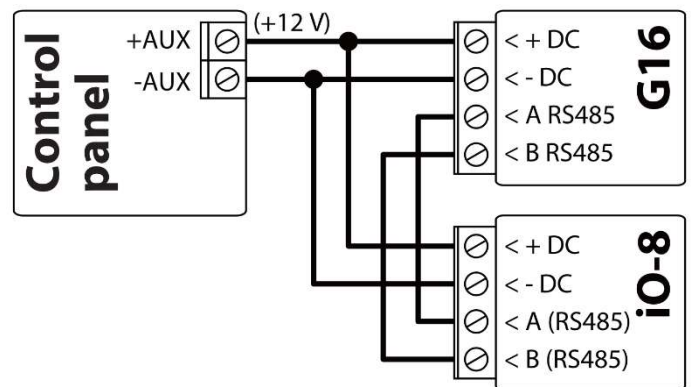 Control
panel
+AUX
-AUX
(+12 V)
< + DC
< - DC
< A RS485
< B RS485
G16
< + DC
< - DC
< A (RS485)
< B (RS485)
iO-8